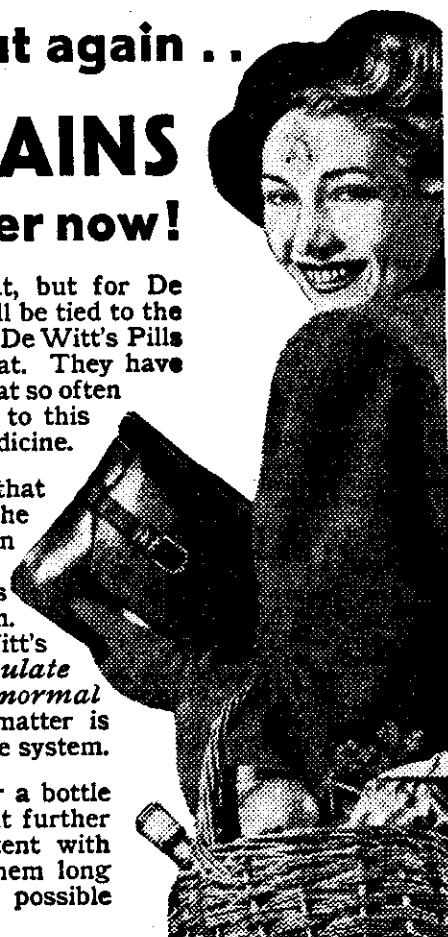 ut again . .
AINS
er now!
t, but for De
ll be tied to the
De Witt's Pills
at. They have
at so often
to this
dicine.
that
he
n
s
n.
itt's
ulate
normal
matter is
e system.
r a bottle
t further
tent with
hem long
possible